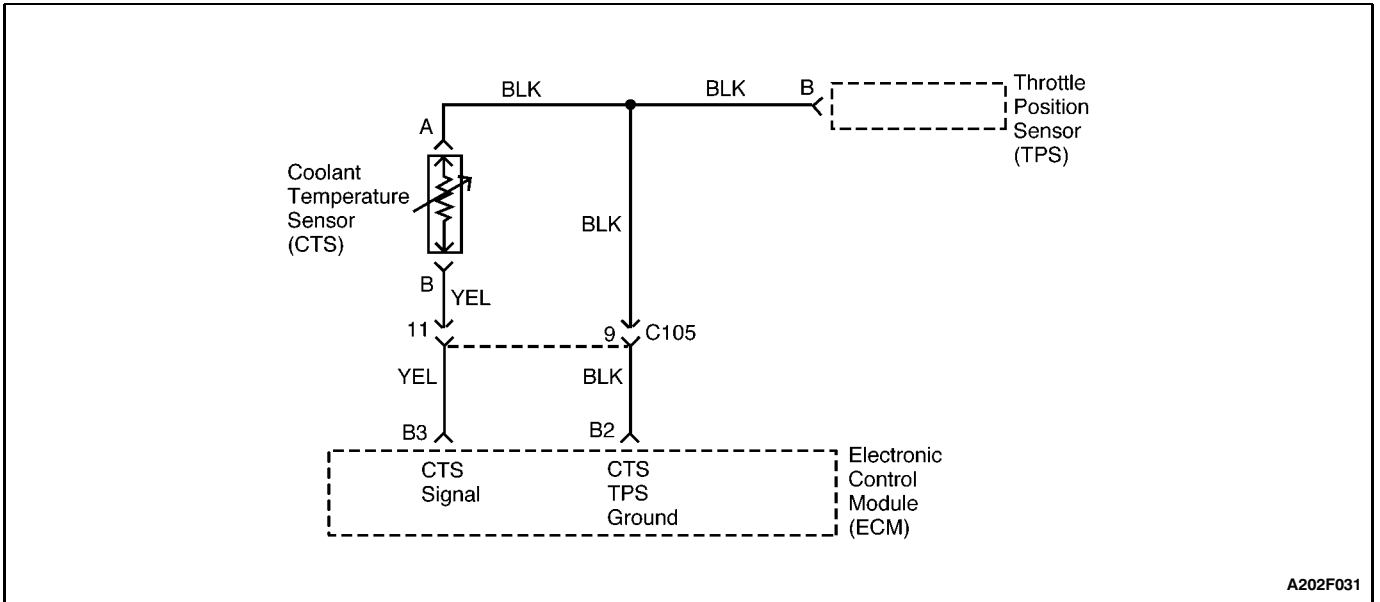 BLK
BLK
B
Throttle
Position
Sensor
(TPS)
A
Coolant
Temperature
Sensor
(CTS)
BLK
B
YEL
11
9
C105
YEL
BLK
B3
B2
CTS
Signal
CTS
TPS
Ground
Electronic
Control
Module
(ECM)
A202F031